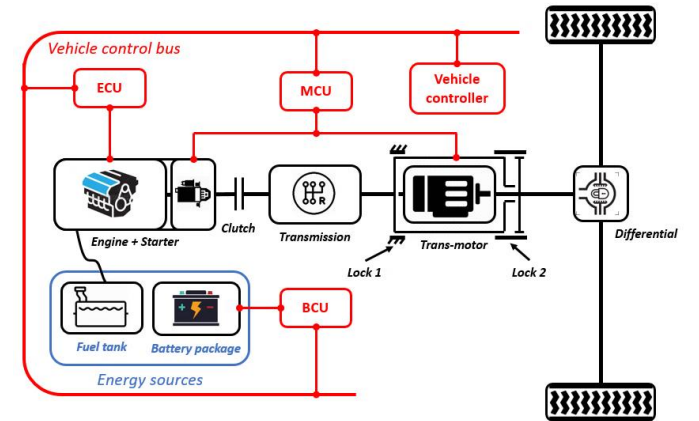 Vehicle control bus
ECU
MCU
Vehicle
controller
R
Clutch
Engine + Starter
Transmission
Trans-motor
Differential
Lock 1
Lock 2
BCU
Fuel tank
Battery package
Energy sources